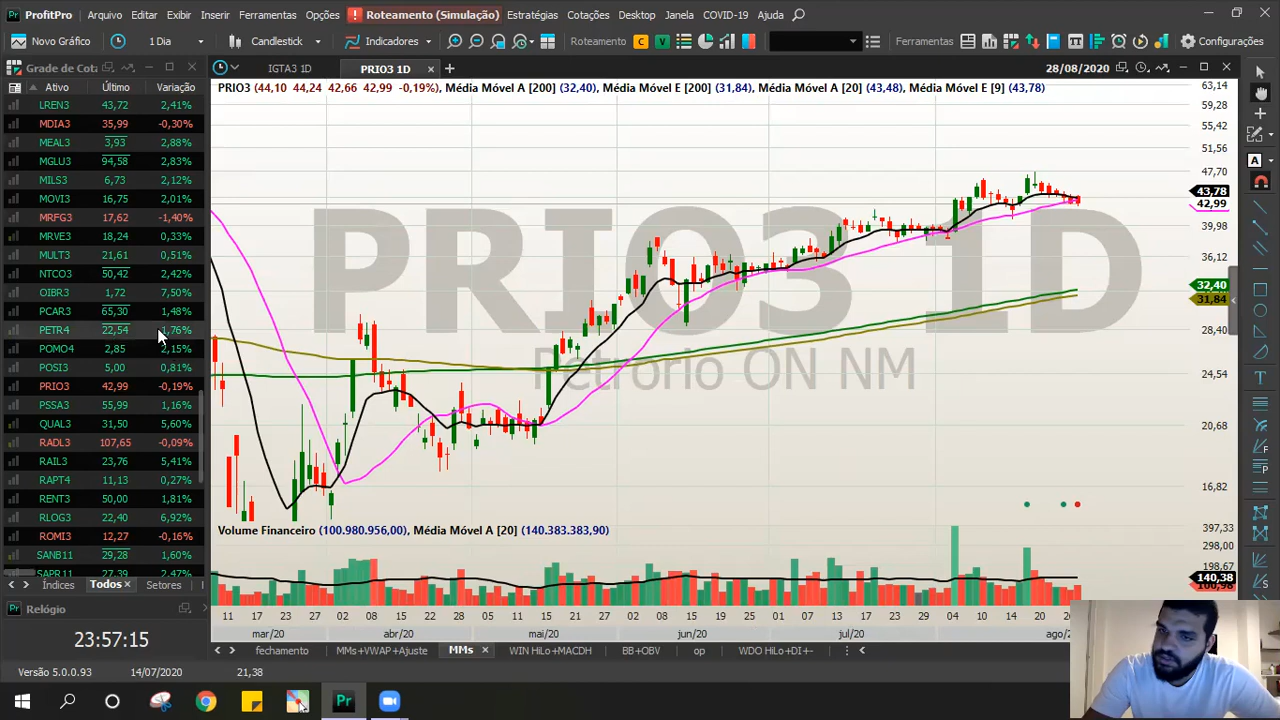 ProfitPro Arquivo Editar Exibir Inserir Ferramentas Opções ! Roteamento (Simulação) Estratégias Cotações Desktop Janela COVID-19 Ajuda
Novo Gráfico 1 Dia Candlestick Indicadores Roteamento C V Ferramentas Configurações
Grade de Cota IGTA3 1D PRIO3 1D 28/08/2020
Ativo Último Variação
LREN3 43,72 2,41%
MDIA3 35,99 -0,30%
MEAL3 3,93 2,88%
MGLU3 94,58 2,83%
MILS3 6,73 2,12%
MOVI3 16,75 2,01%
MRFG3 17,62 -1,40%
MRVE3 18,24 0,33%
MULT3 21,61 0,51%
NTCO3 50,42 2,42%
OIBR3 1,72 7,50%
PCAR3 65,30 1,48%
PETR4 22,54 1,76%
POMO4 2,85 2,15%
POSI3 5,00 0,81%
PRIO3 42,99 -0,19%
PSSA3 55,99 1,16%
QUAL3 31,50 5,60%
RADL3 107,65 -0,09%
RAIL3 23,76 5,41%
RAPT4 11,13 0,27%
RENT3 50,00 1,81%
RLOG3 22,40 6,92%
ROMI3 12,27 -0,16%
SANB11 29,28 1,60%
SAPR11 27,39 2,47%
Índices Todos Setores
Relógio
23:57:15
PRIO3 (44,10 44,24 42,66 42,99 -0,19%), Média Móvel A [200] (32,40), Média Móvel E [200] (31,84), Média Móvel A [20] (43,48), Média Móvel E [9] (43,78)
PRIO3 1D
Petrorio ON NM
63,14
59,28
55,42
51,56
47,70
43,78
42,99
39,98
36,12
32,40
31,84
28,40
24,54
20,68
16,82
Volume Financeiro (100.980.956,00), Média Móvel A [20] (140.383.383,90)
397,33
298,00
198,67
140,38
11 17 23 27 02 08 15 22 28 05 11 15 21 27 02 08 15 19 25 01 07 13 17 23 29 04 10 14 20
mar/20 abr/20 mai/20 jun/20 jul/20
fechamento MMs+VWAP+Ajuste MMs WIN HiLo+MACDH BB+OBV op WDO HiLo+DI+-
Versão 5.0.0.93 14/07/2020 21,38
Pr